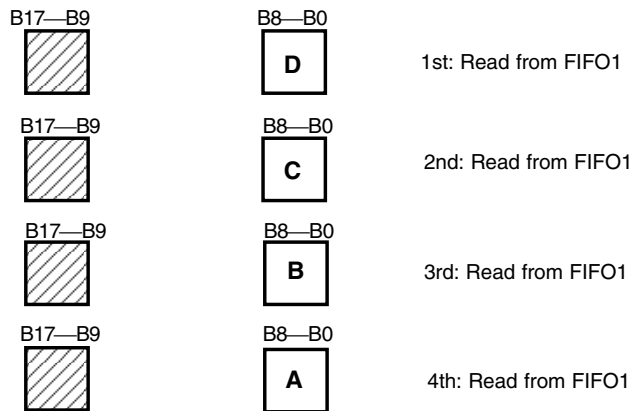 B17—B9 B8—B0
D 1st: Read from FIFO1
B17—B9 B8—B0
C 2nd: Read from FIFO1
B17—B9 B8—B0
B 3rd: Read from FIFO1
B17—B9 B8—B0
A 4th: Read from FIFO1